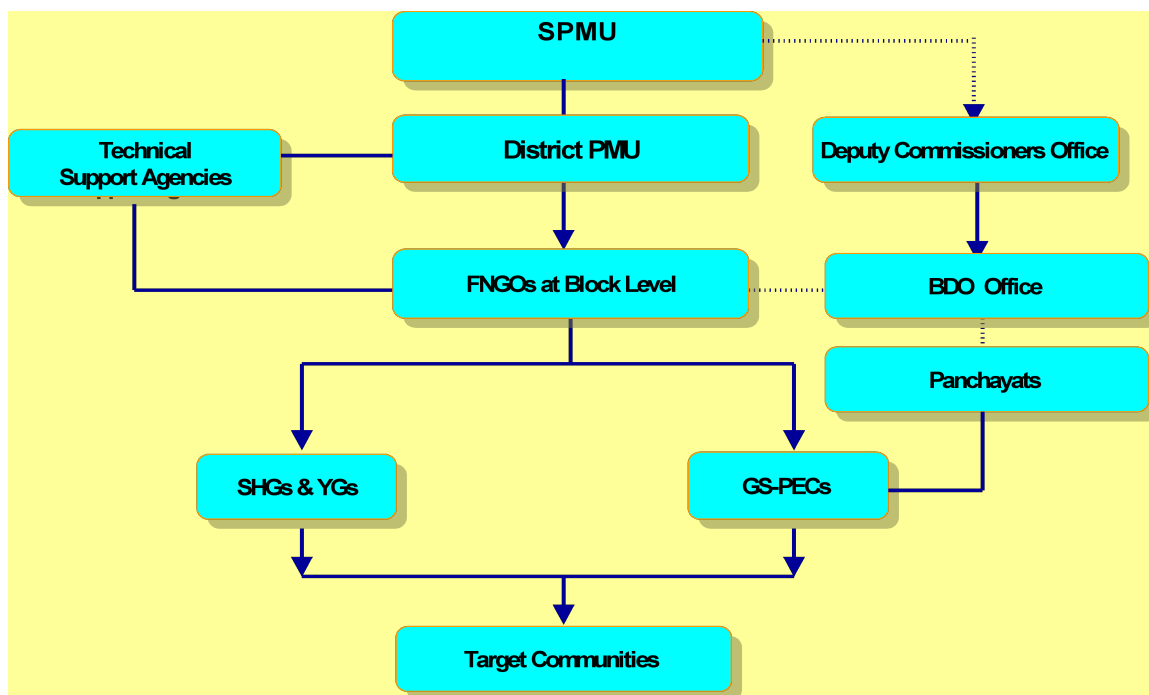 SPMU
District PMU
Technical
Support Agencies
Deputy Commissioners Office
FNGOs at Block Level
BDO Office
Panchayats
SHGs & YGs
GS-PECs
Target Communities